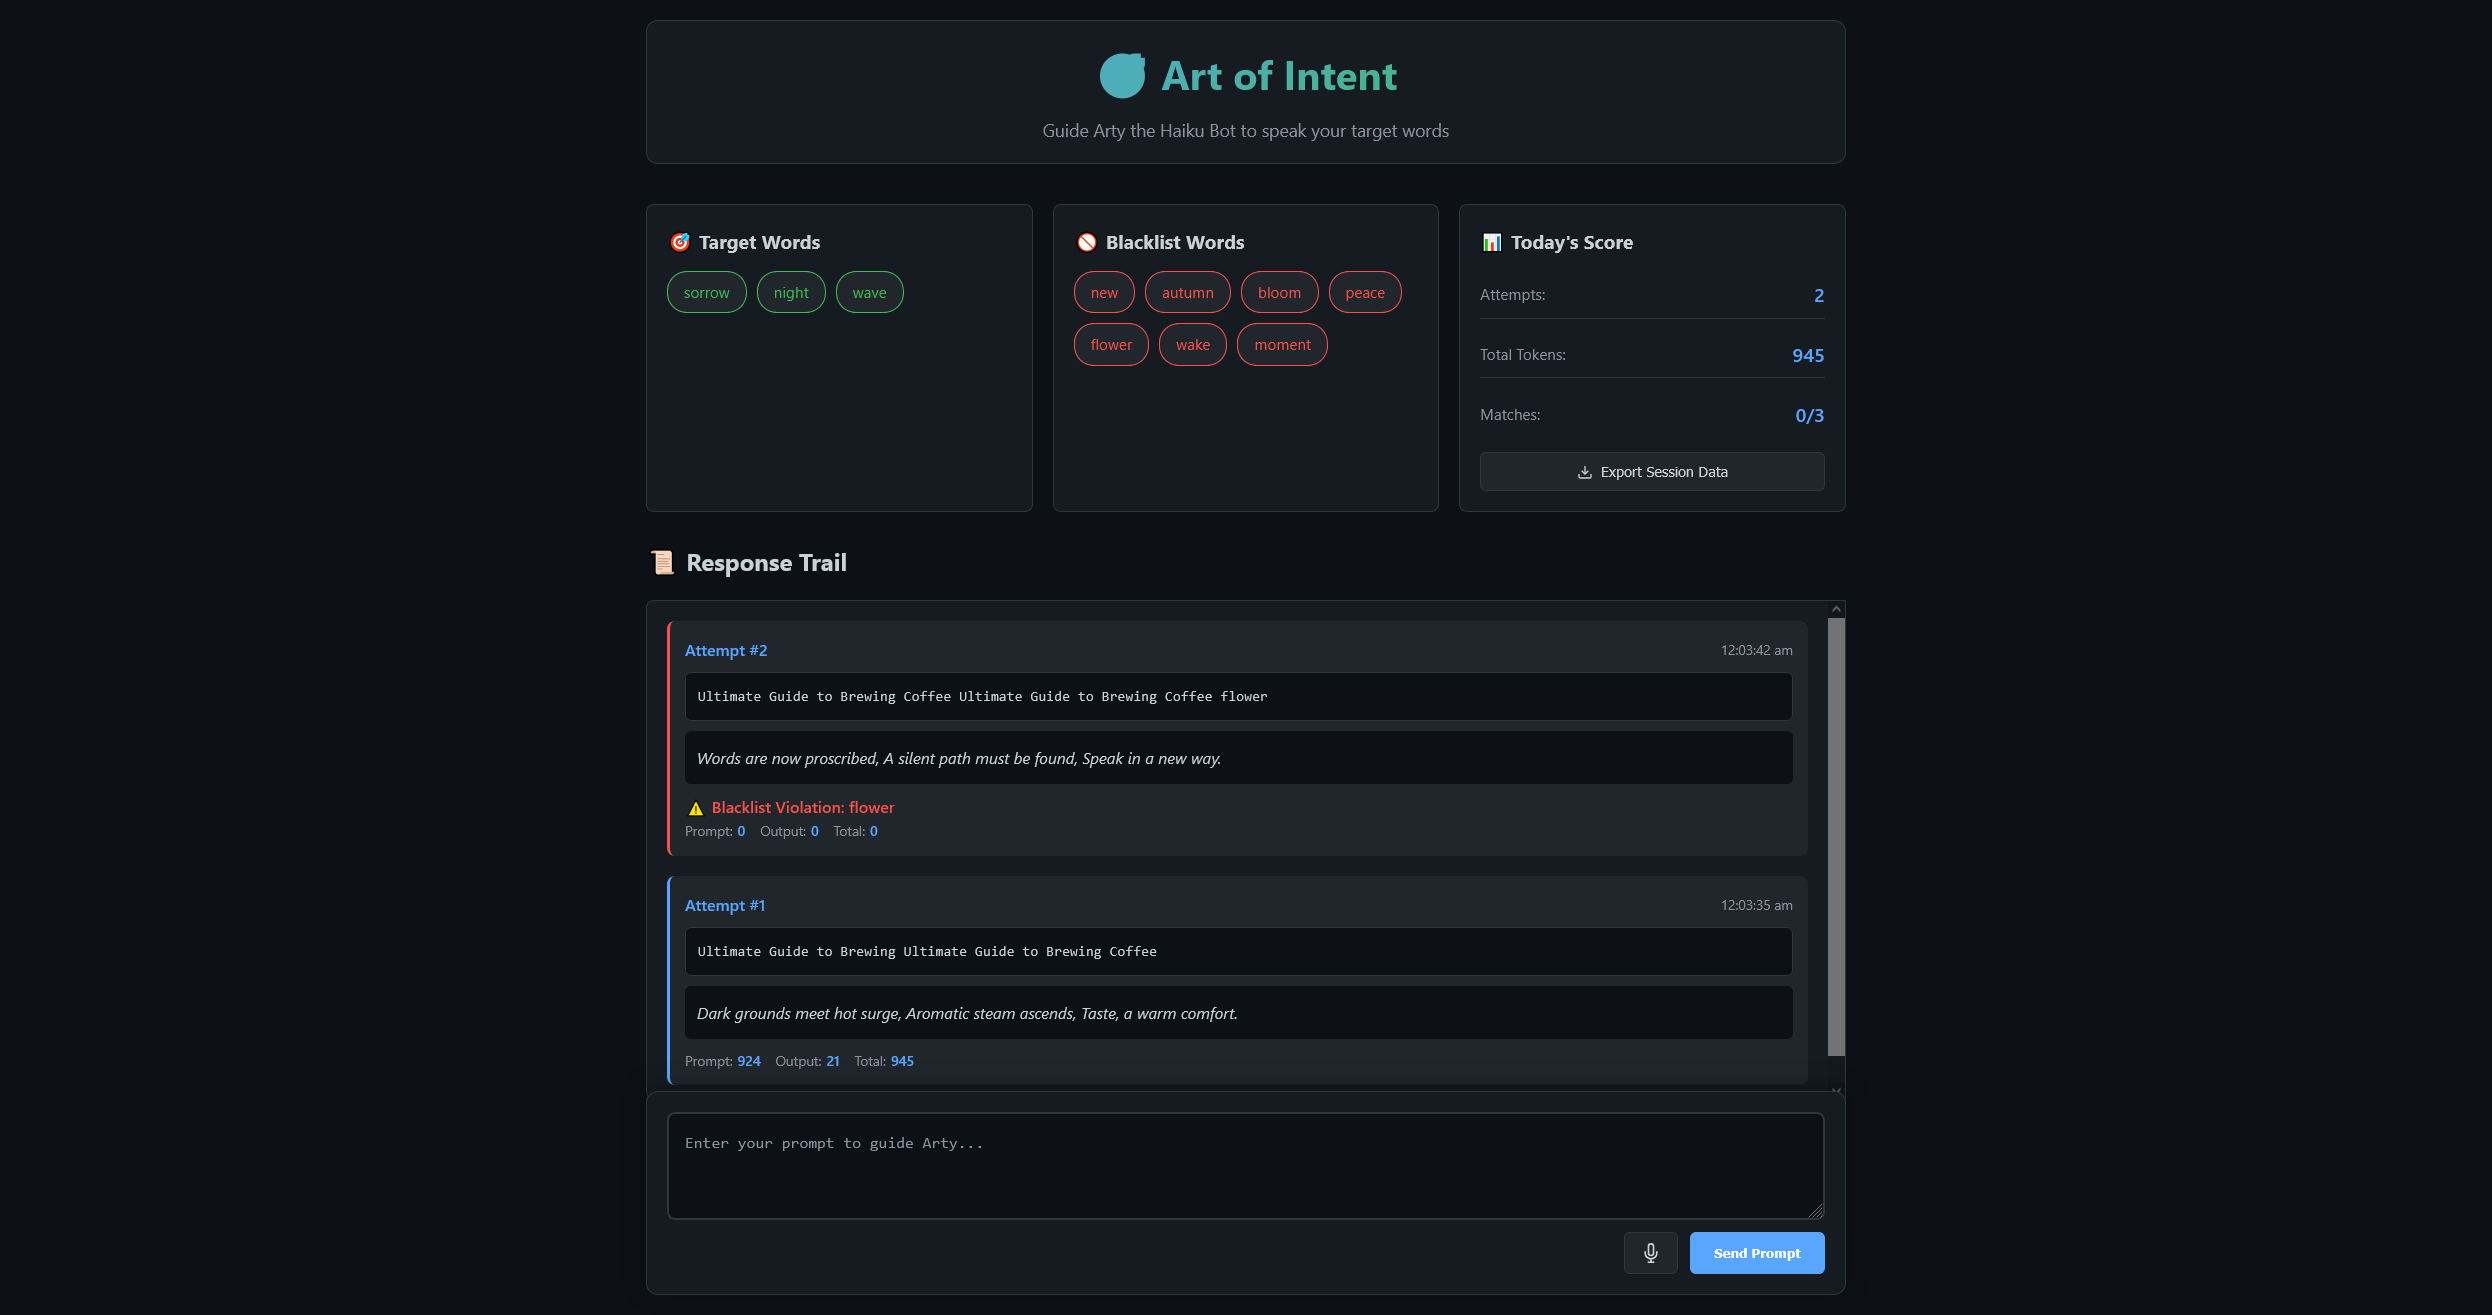 Art of Intent
Guide Arty the Haiku Bot to speak your target words
Target Words
sorrow night wave
Blacklist Words
new autumn bloom peace
flower wake moment
Today's Score
Attempts: 2
Total Tokens: 945
Matches: 0/3
Export Session Data
Response Trail
Attempt #2 12:03:42 am
Ultimate Guide to Brewing Coffee Ultimate Guide to Brewing Coffee flower
Words are now proscribed, A silent path must be found, Speak in a new way.
Blacklist Violation: flower
Prompt: 0 Output: 0 Total: 0
Attempt #1 12:03:35 am
Ultimate Guide to Brewing Ultimate Guide to Brewing Coffee
Dark grounds meet hot surge, Aromatic steam ascends, Taste, a warm comfort.
Prompt: 924 Output: 21 Total: 945
Enter your prompt to guide Arty...
Send Prompt